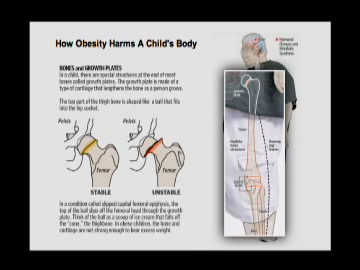 How Obesity Harms A Child's Body
Hormonal
Changes and
Metabolic
Syndrome
BONES and GROWTH PLATES
In a child, there are special structures at the end of most
bones called growth plates. The growth plate is made of a
type of cartilage that lengthens the bone as a person grows.
The top part of the thigh bone is shaped like a ball that fits
into the hip socket.
Pelvis
Pelvis
Femur
Femur
Femur
STABLE
UNSTABLE
In a condition called slipped capital femoral epiphysis, the
top of the ball slips off the femoral head through the growth
plate. Think of the ball as a scoop of ice cream that falls off
the "cone," the thighbone. In obese children, the bone and
cartilage are not strong enough to bear excess weight.